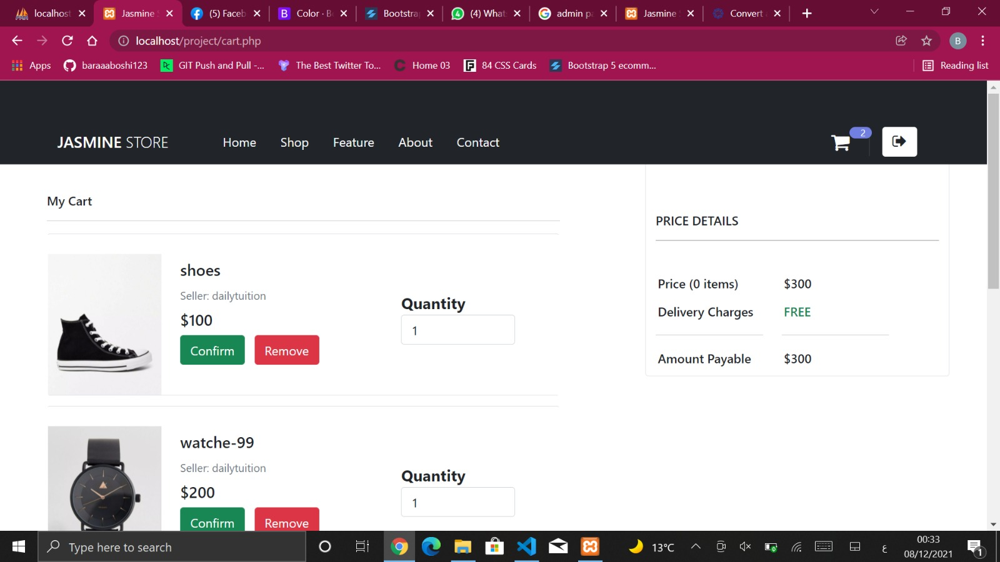 localhost
Jasmine S
(5) Faceb
Color · B
Bootstra
4
(4) What
admin pa
Jasmine
Convert
localhost/project/cart.php
B
Apps
baraaaboshi123
GIT Push and Pull -...
The Best Twitter To...
Home 03
84 CSS Cards
Bootstrap 5 ecomm...
Reading list
JASMINE STORE
Home
Shop
Feature
About
Contact
2
My Cart
shoes
Seller: dailytuition
$100
Confirm
Remove
Quantity
1
watche-99
Seller: dailytuition
$200
Confirm
Remove
Quantity
1
PRICE DETAILS
Price (0 items)
$300
Delivery Charges
FREE
Amount Payable
$300
Type here to search
13°C
ع
00:33
08/12/2021
1